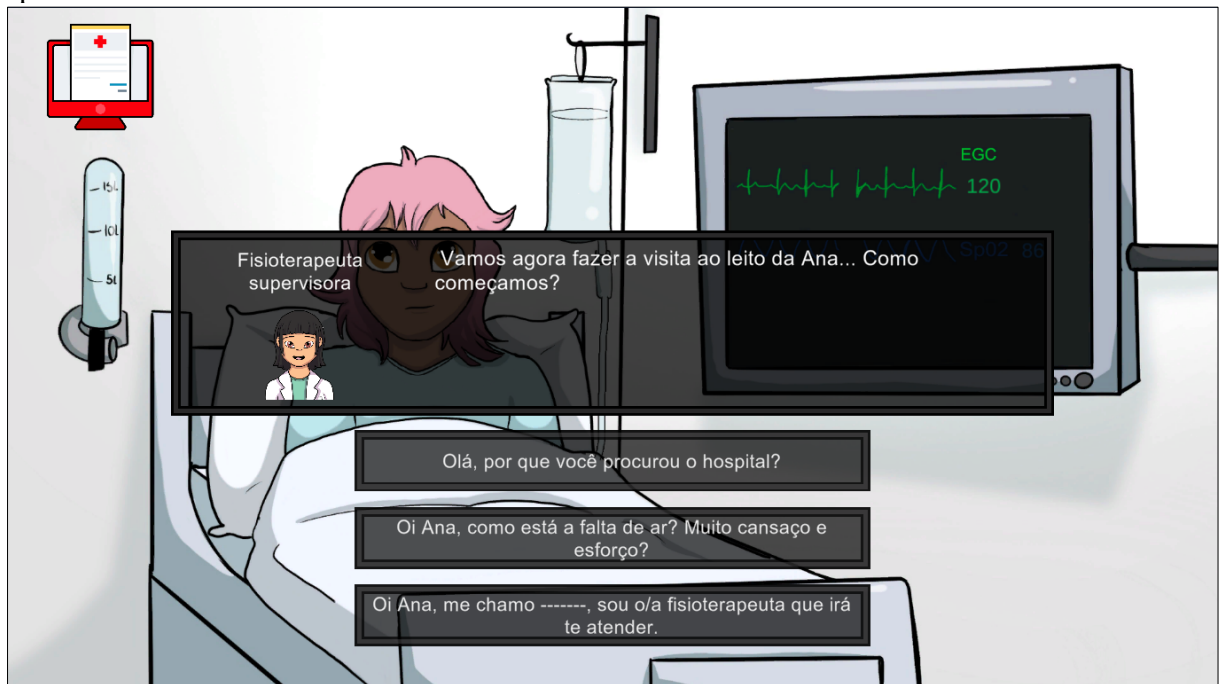 15L
10L
5L
EGC
120
Sp02 86
Fisioterapeuta
supervisora
Vamos agora fazer a visita ao leito da Ana... Como
começamos?
Olá, por que você procurou o hospital?
Oi Ana, como está a falta de ar? Muito cansaço e
esforço?
Oi Ana, me chamo -------, sou o/a fisioterapeuta que irá
te atender.